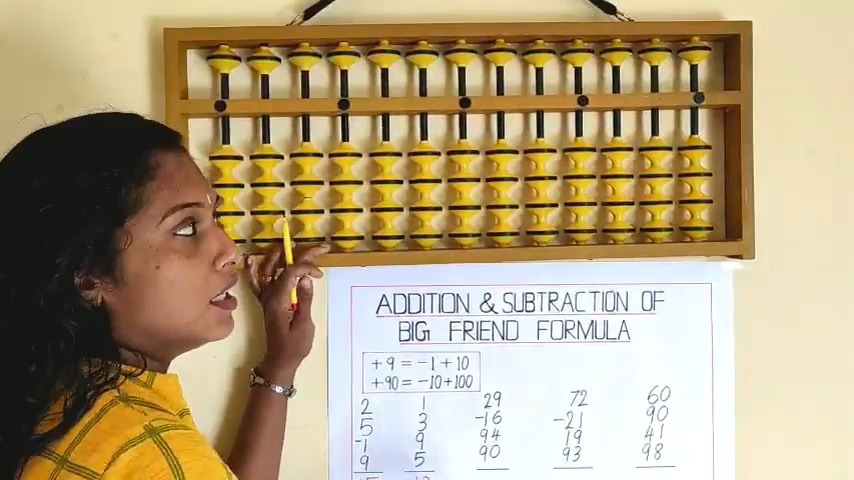 ADDITION & SUBTRACTION OF
BIG FRIEND FORMULA
+9 = -1 +10
+90 = -10+100
2 1 29 72 60
5 3 -16 -21 90
-1 9 94 19 41
9 5 90 93 98